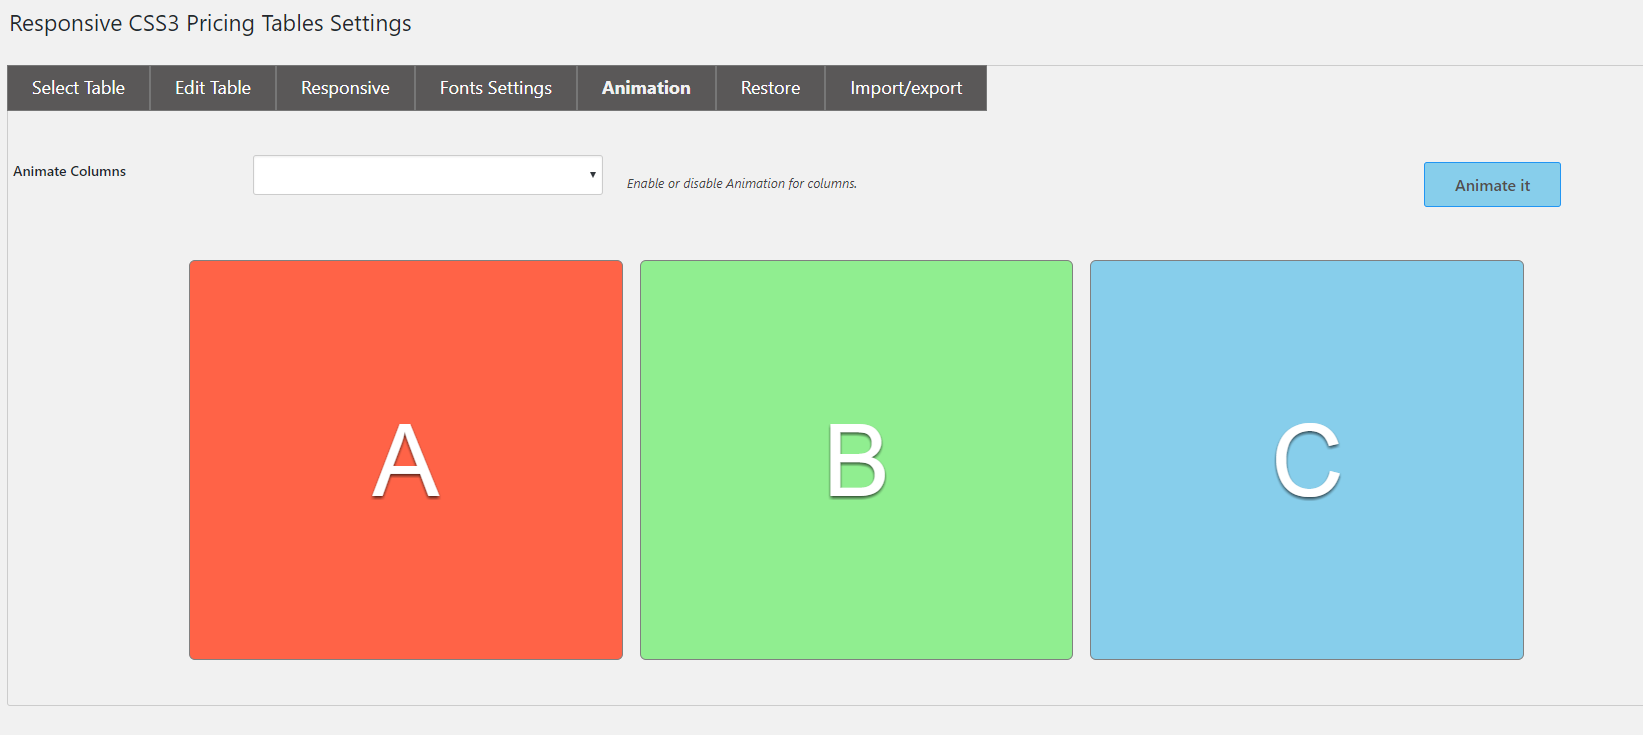 Responsive CSS3 Pricing Tables Settings
Select Table Edit Table Responsive Fonts Settings Animation Restore Import/export
Animate Columns
Enable or disable Animation for columns.
Animate it
A B C